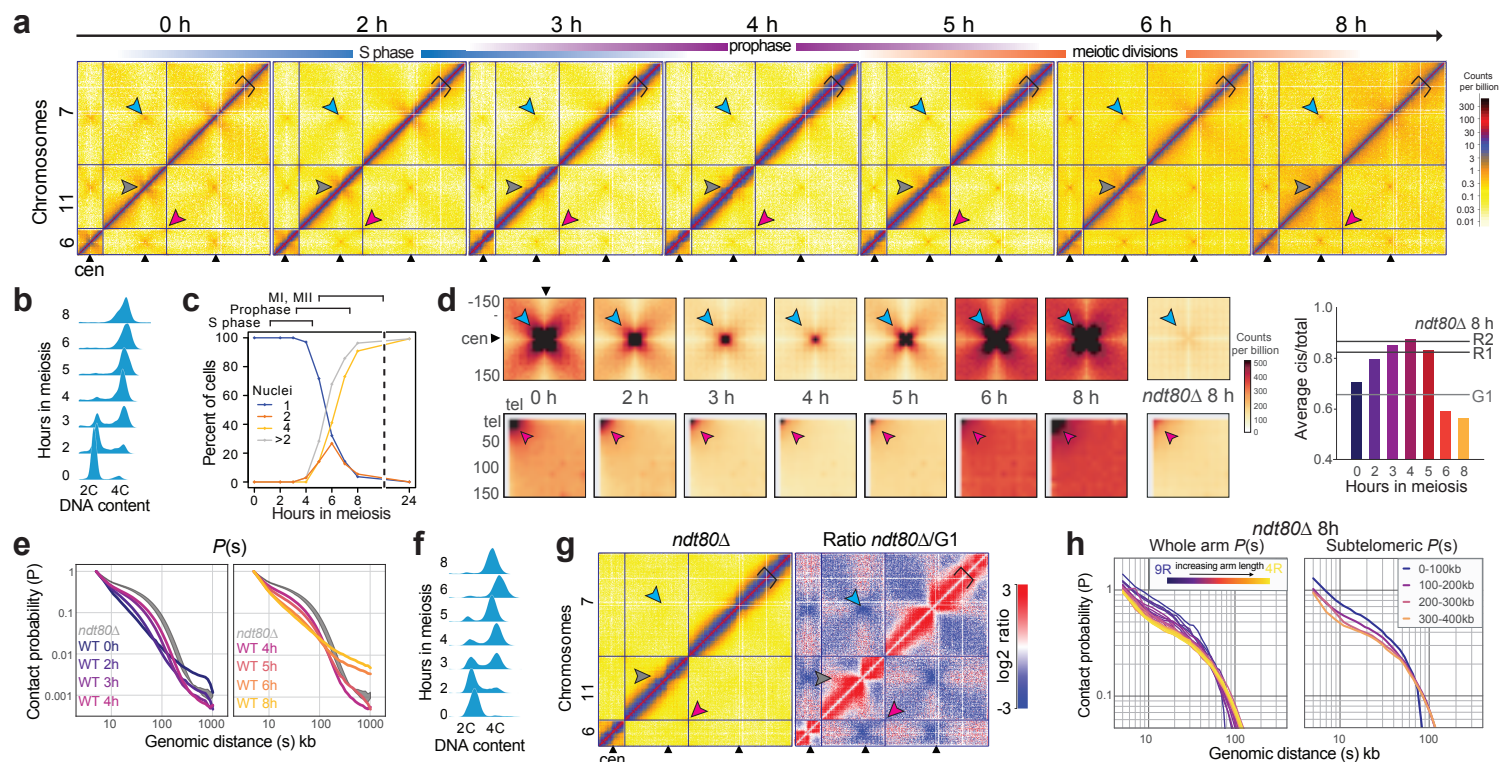 a
0 h 2 h 3 h 4 h 5 h 6 h 8 h
S phase
prophase
meiotic divisions
Chromosomes
7
11
6
cen
Counts
per billion
300
100
30
10
3
1
0.3
0.1
0.03
0.01
b
Hours in meiosis
8
6
5
4
3
2
0
2C 4C
DNA content
c
MI, MII
Prophase
S phase
Percent of cells
100
80
60
40
20
0
Nuclei
1
2
4
>2
0 2 4 6 8 24
Hours in meiosis
d
-150
-
cen
150
Counts
per billion
500
400
300
200
100
0
0 h 2 h 3 h 4 h 5 h 6 h 8 h ndt80Δ 8 h
tel
tel
50
100
150
ndt80Δ 8 h
R2
R1
G1
Average cis/total
1.0
0.8
0.6
0.4
0 2 3 4 5 6 8
Hours in meiosis
e
P(s)
Contact probability (P)
1
0.1
0.01
0.001
ndt80Δ
WT 0h
WT 2h
WT 3h
WT 4h
ndt80Δ
WT 4h
WT 5h
WT 6h
WT 8h
10 100 1000 10 100 1000
Genomic distance (s) kb
f
Hours in meiosis
8
6
5
4
3
2
0
2C 4C
DNA content
g
ndt80Δ
Ratio ndt80Δ/G1
Chromosomes
7
11
6
cen
3
log2 ratio
-3
h
ndt80Δ 8h
Whole arm P(s)
Subtelomeric P(s)
9R increasing arm length 4R
0-100kb
100-200kb
200-300kb
300-400kb
Contact probability (P)
1
0.1
1
0.1
10 100 10 100
Genomic distance (s) kb